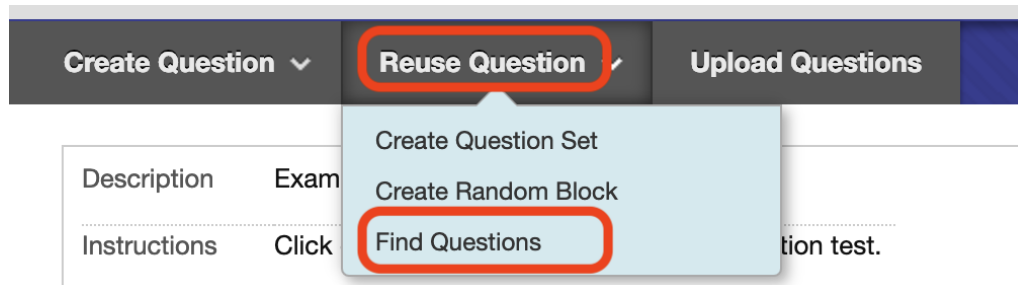 Create Question Reuse Question Upload Questions
Create Question Set
Description Exam
Create Random Block
Find Questions
Instructions Click tion test.